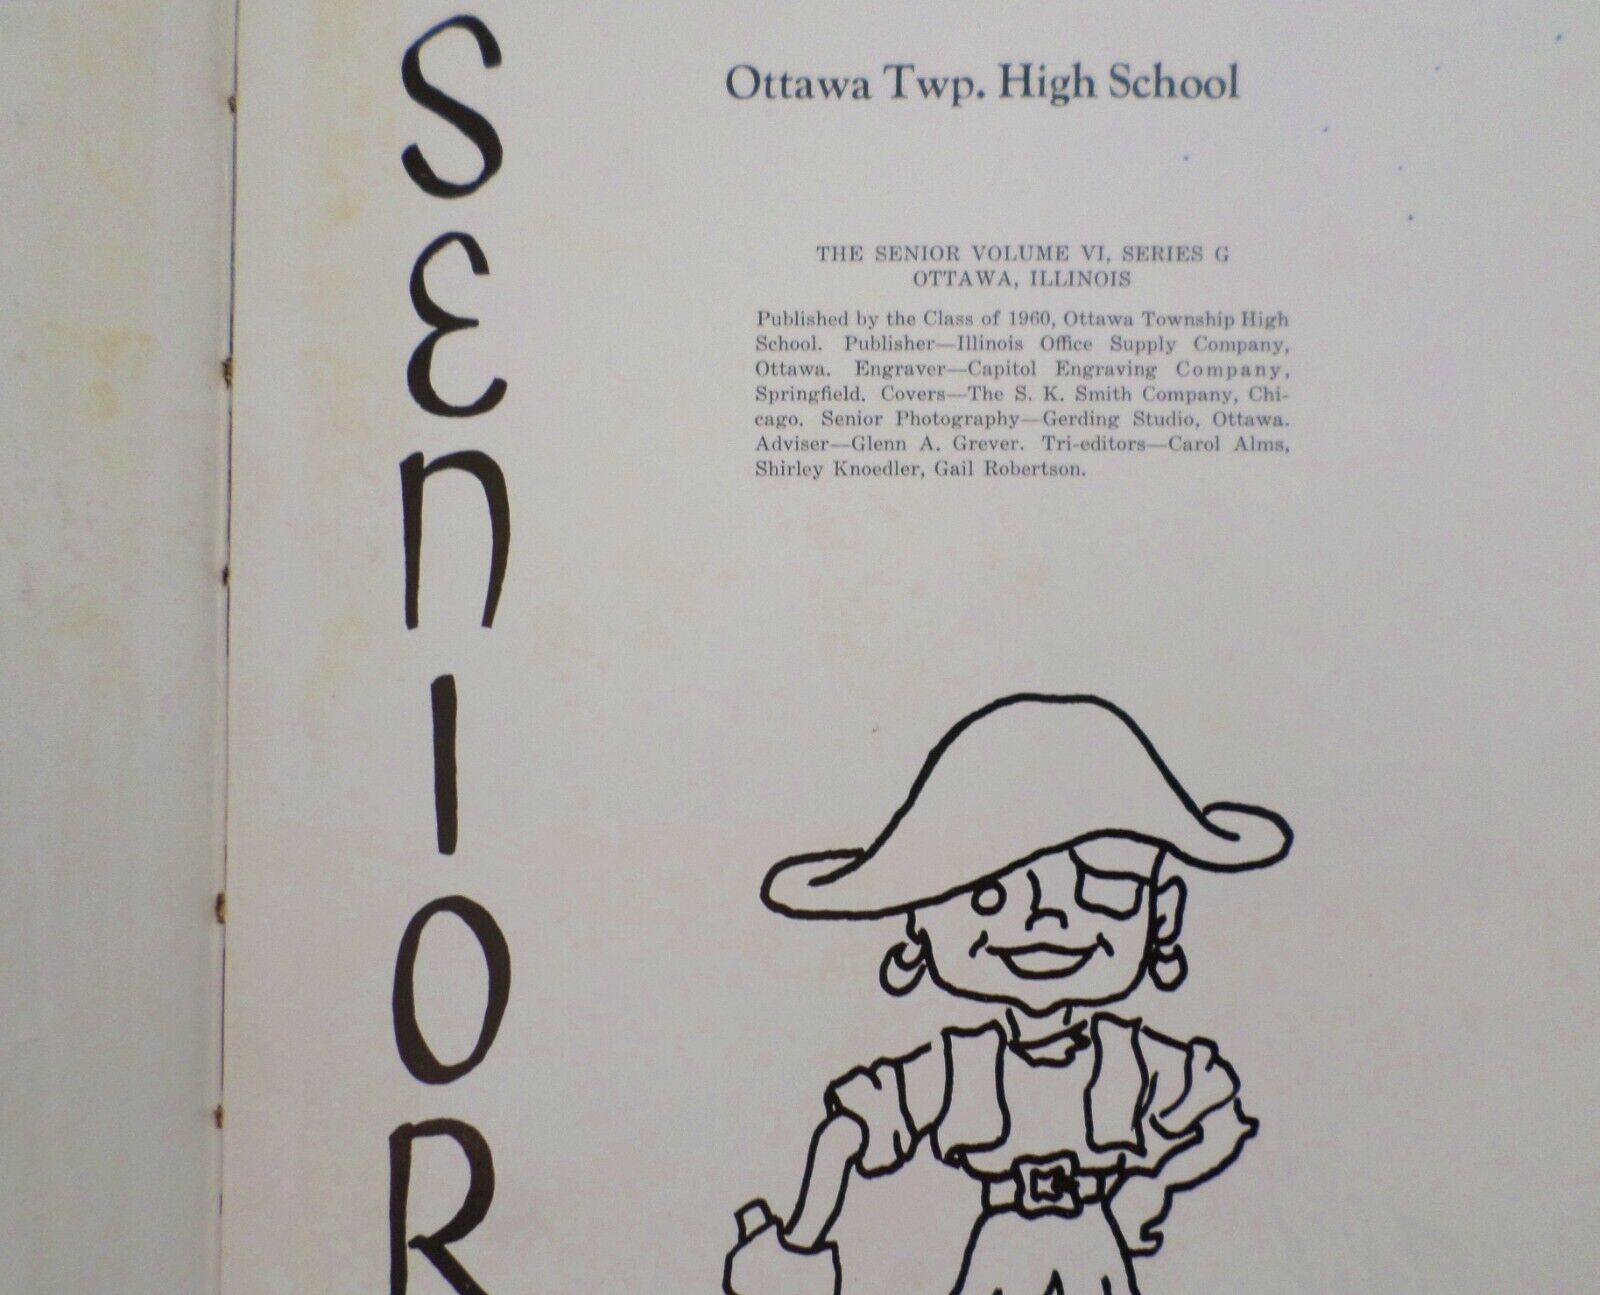 SENIOR
Ottawa Twp. High School
THE SENIOR VOLUME VI, SERIES G
OTTAWA, ILLINOIS
Published by the Class of 1960, Ottawa Township High
School. Publisher—Illinois Office Supply Company,
Ottawa. Engraver—Capitol Engraving Company,
Springfield. Covers—The S. K. Smith Company, Chi-
cago. Senior Photography—Gerding Studio, Ottawa.
Adviser—Glenn A. Grever. Tri-editors—Carol Alms,
Shirley Knoedler, Gail Robertson.